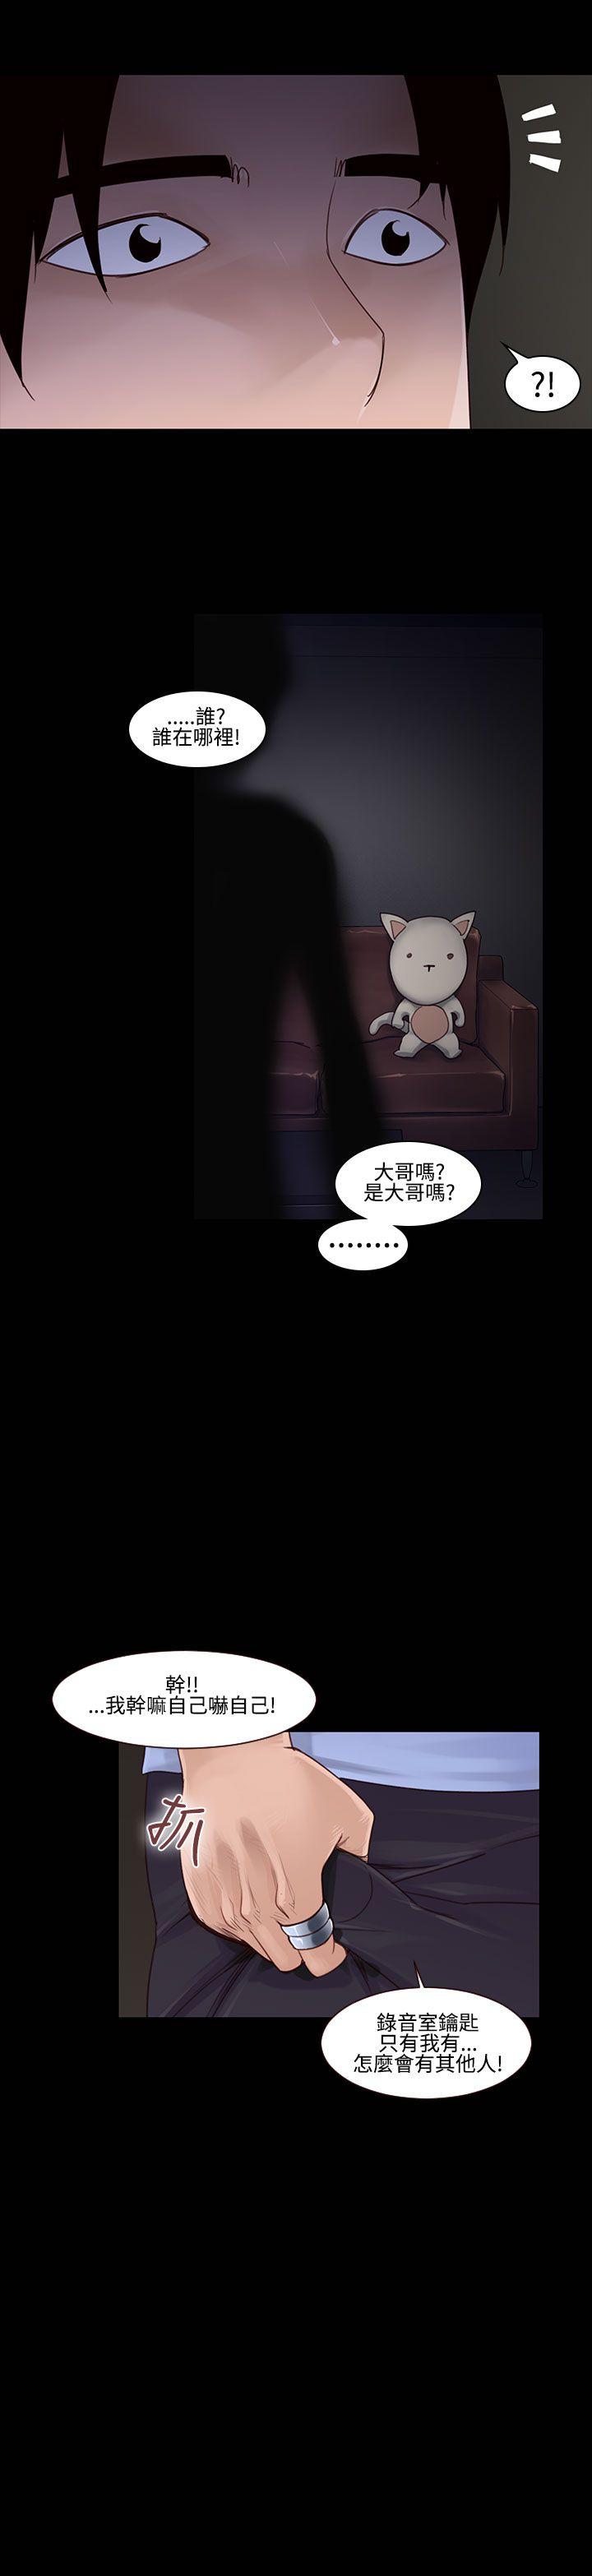 ?!
.....誰?
誰在哪裡!
大哥嗎?
是大哥嗎?
........
幹!!
...我幹嘛自己嚇自己!
抓
錄音室鑰匙
只有我有...
怎麼會有其他人!